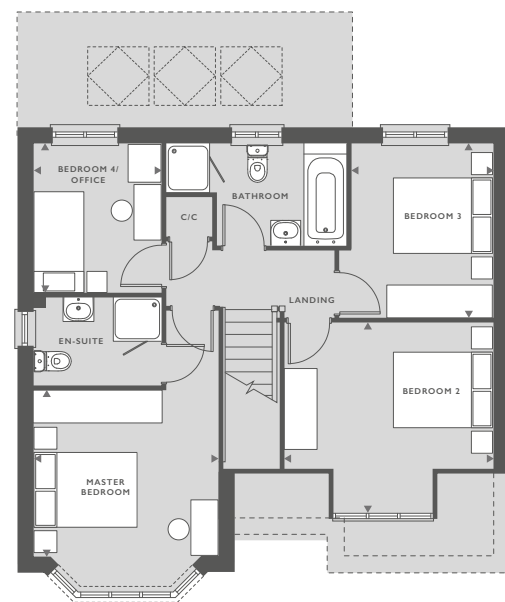 BEDROOM 4/
OFFICE
BATHROOM
C/C
BEDROOM 3
LANDING
EN-SUITE
BEDROOM 2
MASTER
BEDROOM